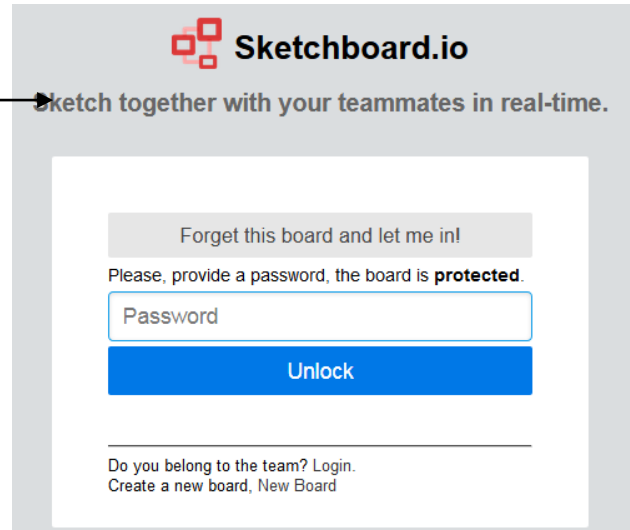 Sketchboard.io
Sketch together with your teammates in real-time.
Forget this board and let me in!
Please, provide a password, the board is protected.
Password
Unlock
Do you belong to the team? Login.
Create a new board, New Board